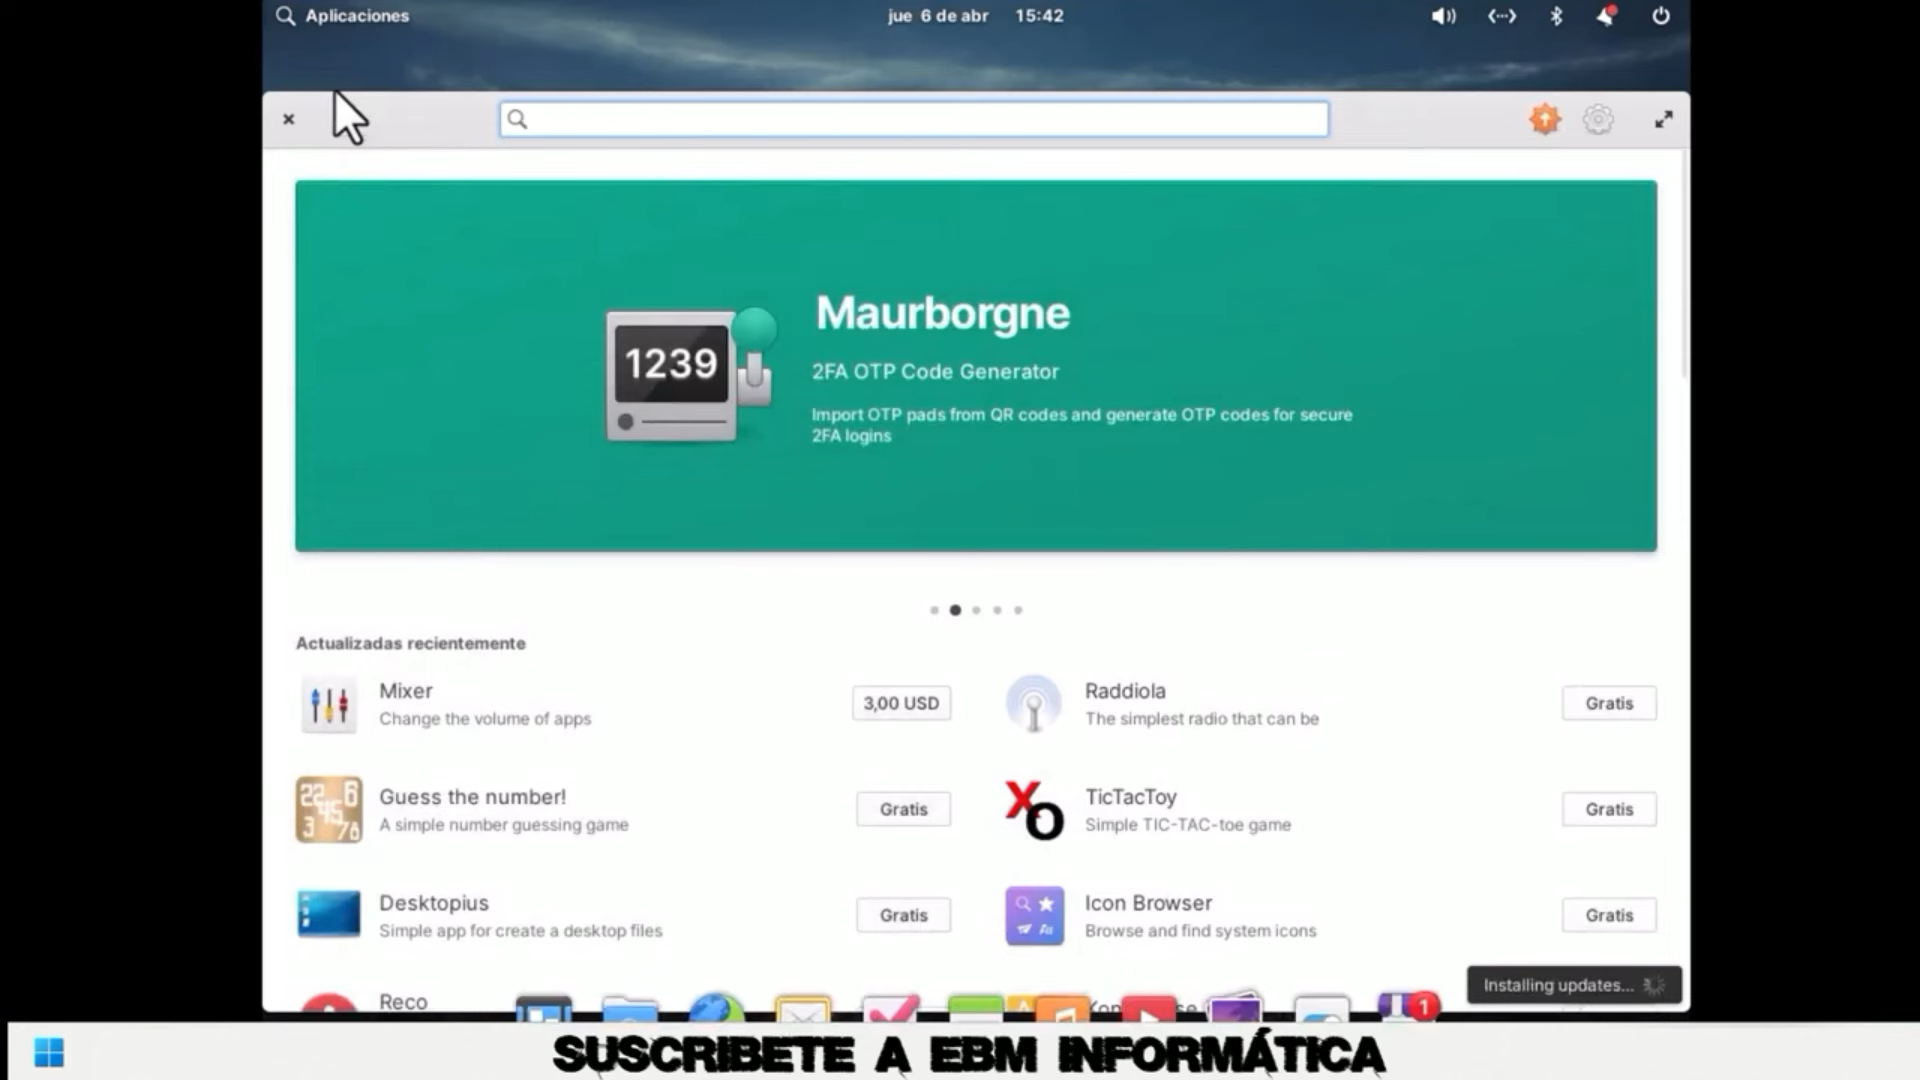 Aplicaciones
jue 6 de abr 15:42
1239
Maurborgne
2FA OTP Code Generator
Import OTP pads from QR codes and generate OTP codes for secure
2FA logins
Actualizadas recientemente
Mixer
Change the volume of apps
3,00 USD
Raddiola
The simplest radio that can be
Gratis
Guess the number!
A simple number guessing game
Gratis
TicTacToy
Simple TIC-TAC-toe game
Gratis
Desktopius
Simple app for create a desktop files
Gratis
Icon Browser
Browse and find system icons
Gratis
Reco
Installing updates...
1
SUSCRIBETE A EBM INFORMÁTICA